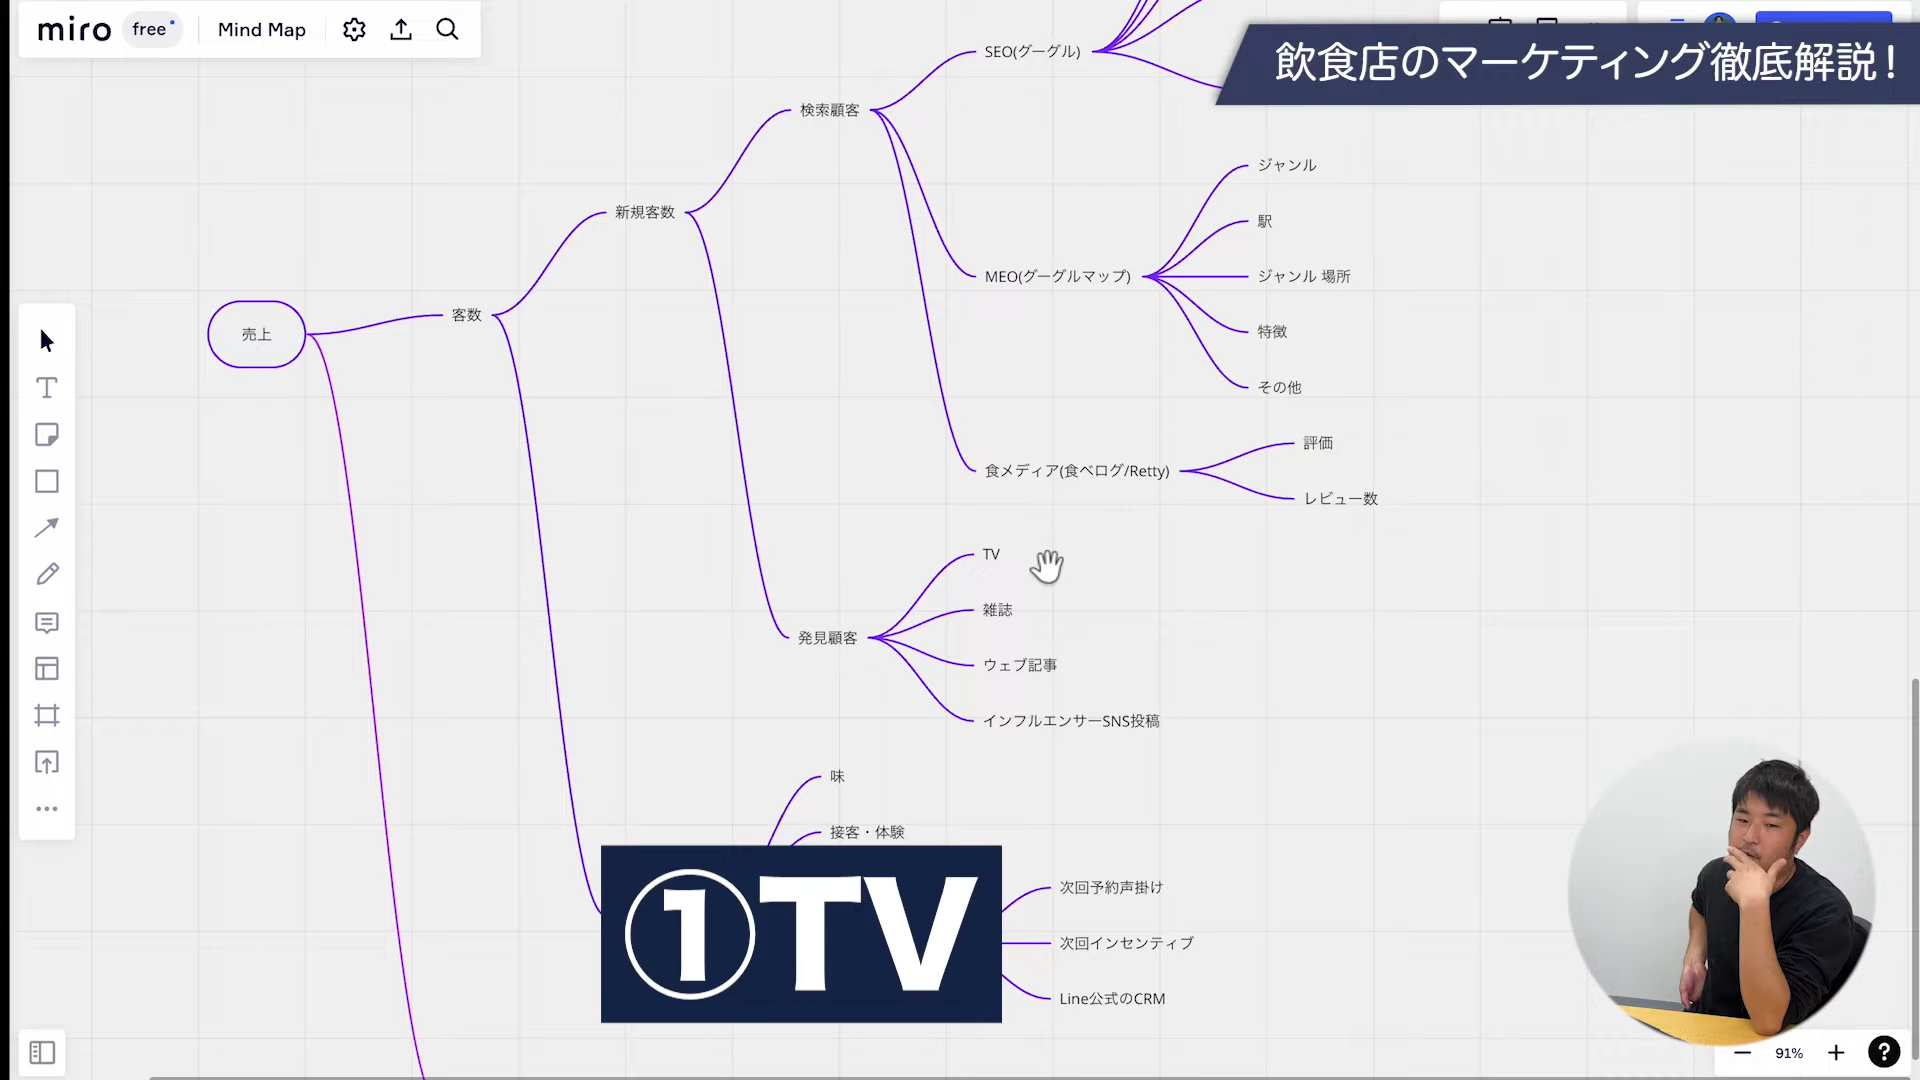 miro free Mind Map
飲食店のマーケティング徹底解説！
SEO(グーグル)
検索顧客
ジャンル
新規客数
駅
MEO(グーグルマップ)
ジャンル 場所
客数
売上
特徴
その他
評価
食メディア(食べログ/Retty)
レビュー数
TV
雑誌
発見顧客
ウェブ記事
インフルエンサーSNS投稿
味
接客・体験
①TV
次回予約声掛け
次回インセンティブ
Line公式のCRM
91%